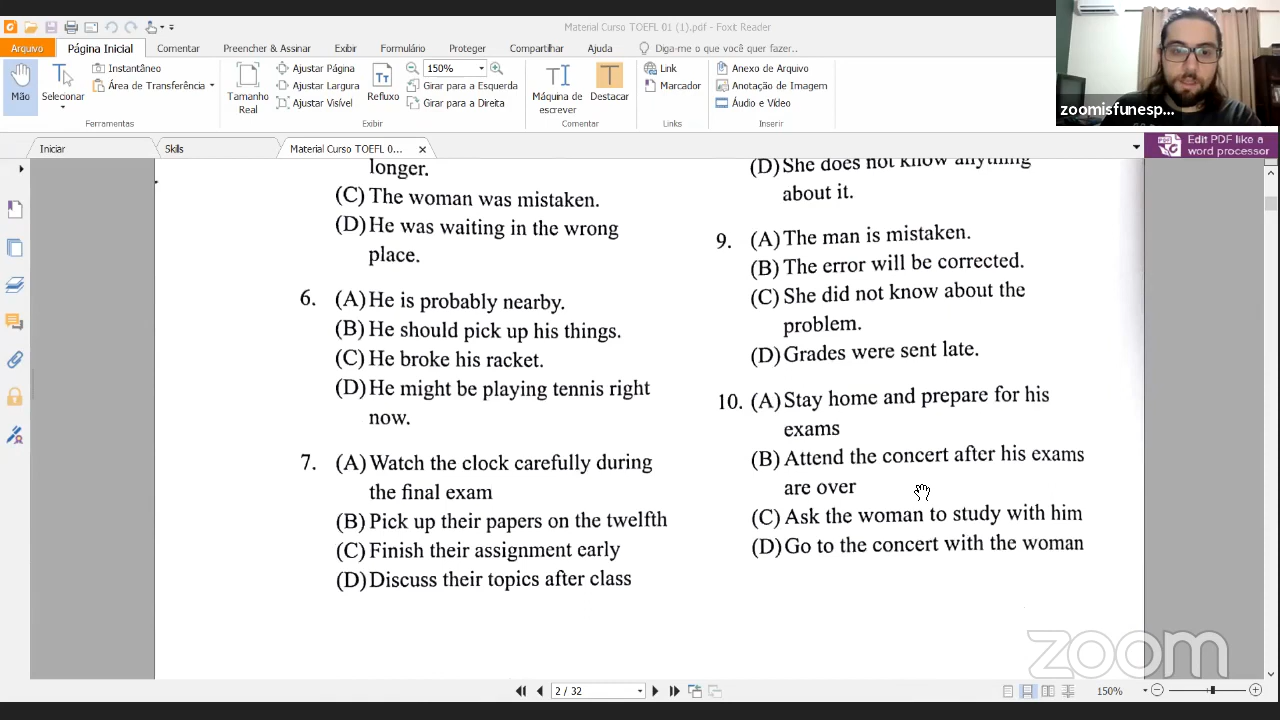 Material Curso TOEFL 01 (1).pdf - Foxit Reader
Arquivo Página Inicial Comentar Preencher & Assinar Exibir Formulário Proteger Compartilhar Ajuda Diga-me o que você quer fazer..
Mão
Selecionar
Instantâneo
Área de Transferência
Ferramentas
Tamanho Real
Ajustar Página
Ajustar Largura
Ajustar Visível
Refluxo
150%
Girar para a Esquerda
Girar para a Direita
Exibir
Máquina de escrever
Destacar
Comentar
Link
Marcador
Links
Anexo de Arquivo
Anotação de Imagem
Áudio e Vídeo
Inserir
zoomisfunesp...
Iniciar Skills Material Curso TOEFL 0...
Edit PDF like a
word processor
longer.
(C) The woman was mistaken.
(D) He was waiting in the wrong
place.
6. (A) He is probably nearby.
(B) He should pick up his things.
(C) He broke his racket.
(D) He might be playing tennis right
now.
7. (A) Watch the clock carefully during
the final exam
(B) Pick up their papers on the twelfth
(C) Finish their assignment early
(D) Discuss their topics after class
(D) She does not know anything
about it.
9. (A) The man is mistaken.
(B) The error will be corrected.
(C) She did not know about the
problem.
(D) Grades were sent late.
10. (A) Stay home and prepare for his
exams
(B) Attend the concert after his exams
are over
(C) Ask the woman to study with him
(D) Go to the concert with the woman
zoom
2 / 32
150%